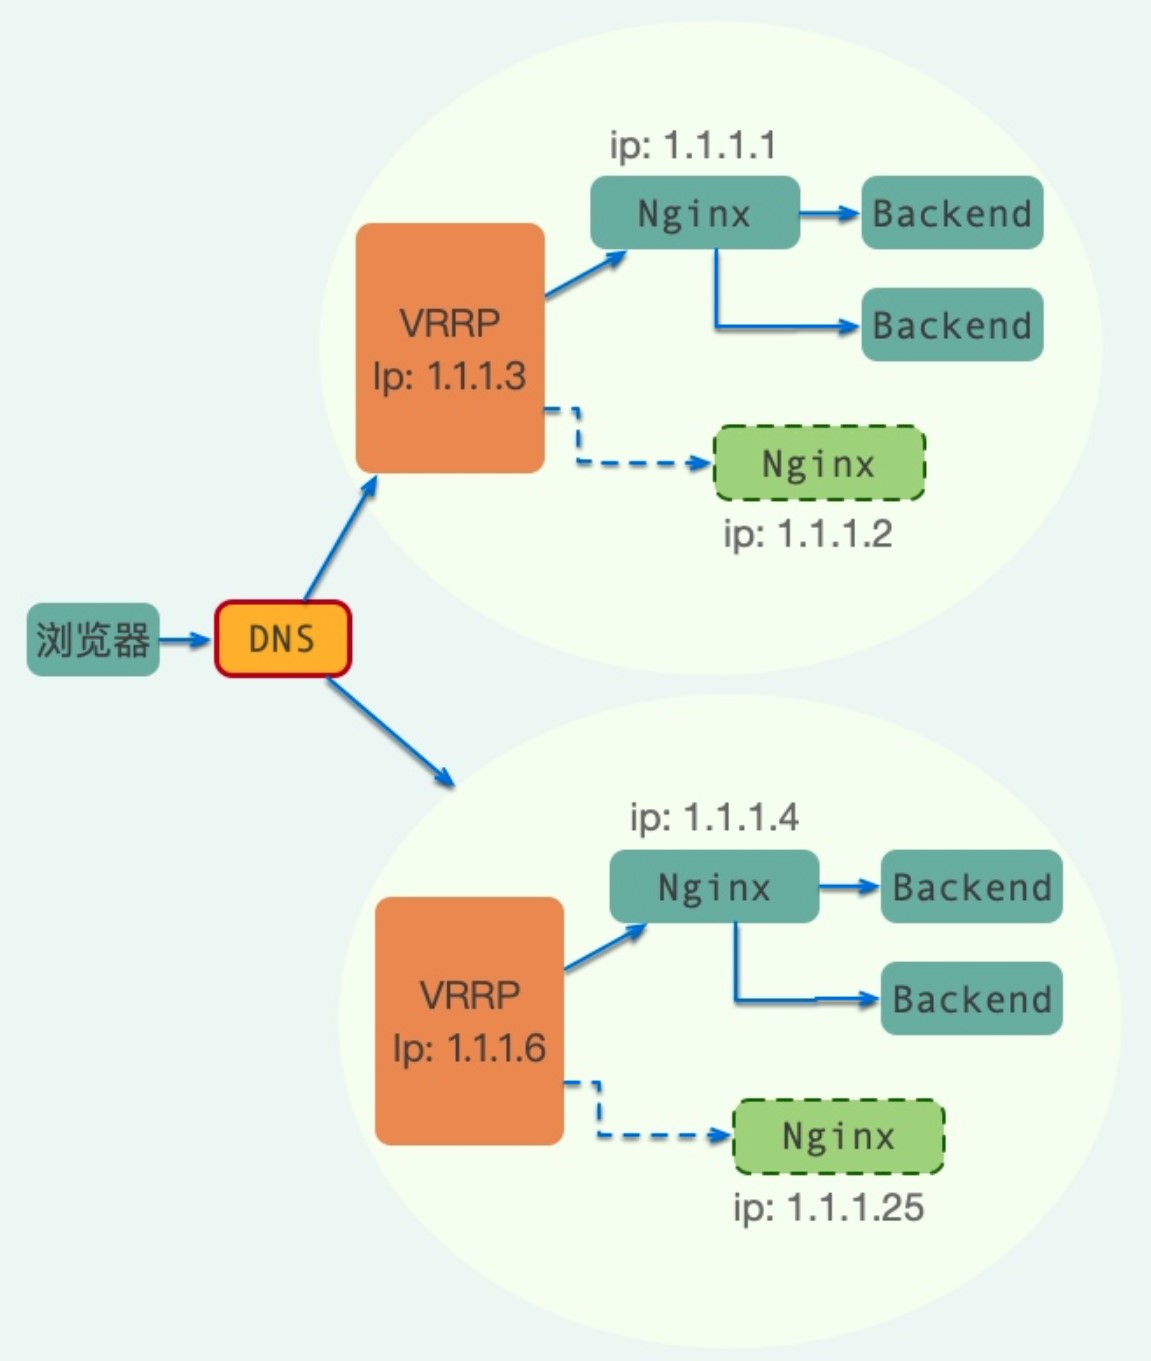 ip: 1.1.1.1
Nginx
Backend
VRRP
Ip: 1.1.1.3
Backend
Nginx
ip: 1.1.1.2
浏览器
DNS
ip: 1.1.1.4
Nginx
Backend
VRRP
Ip: 1.1.1.6
Backend
Nginx
ip: 1.1.1.25